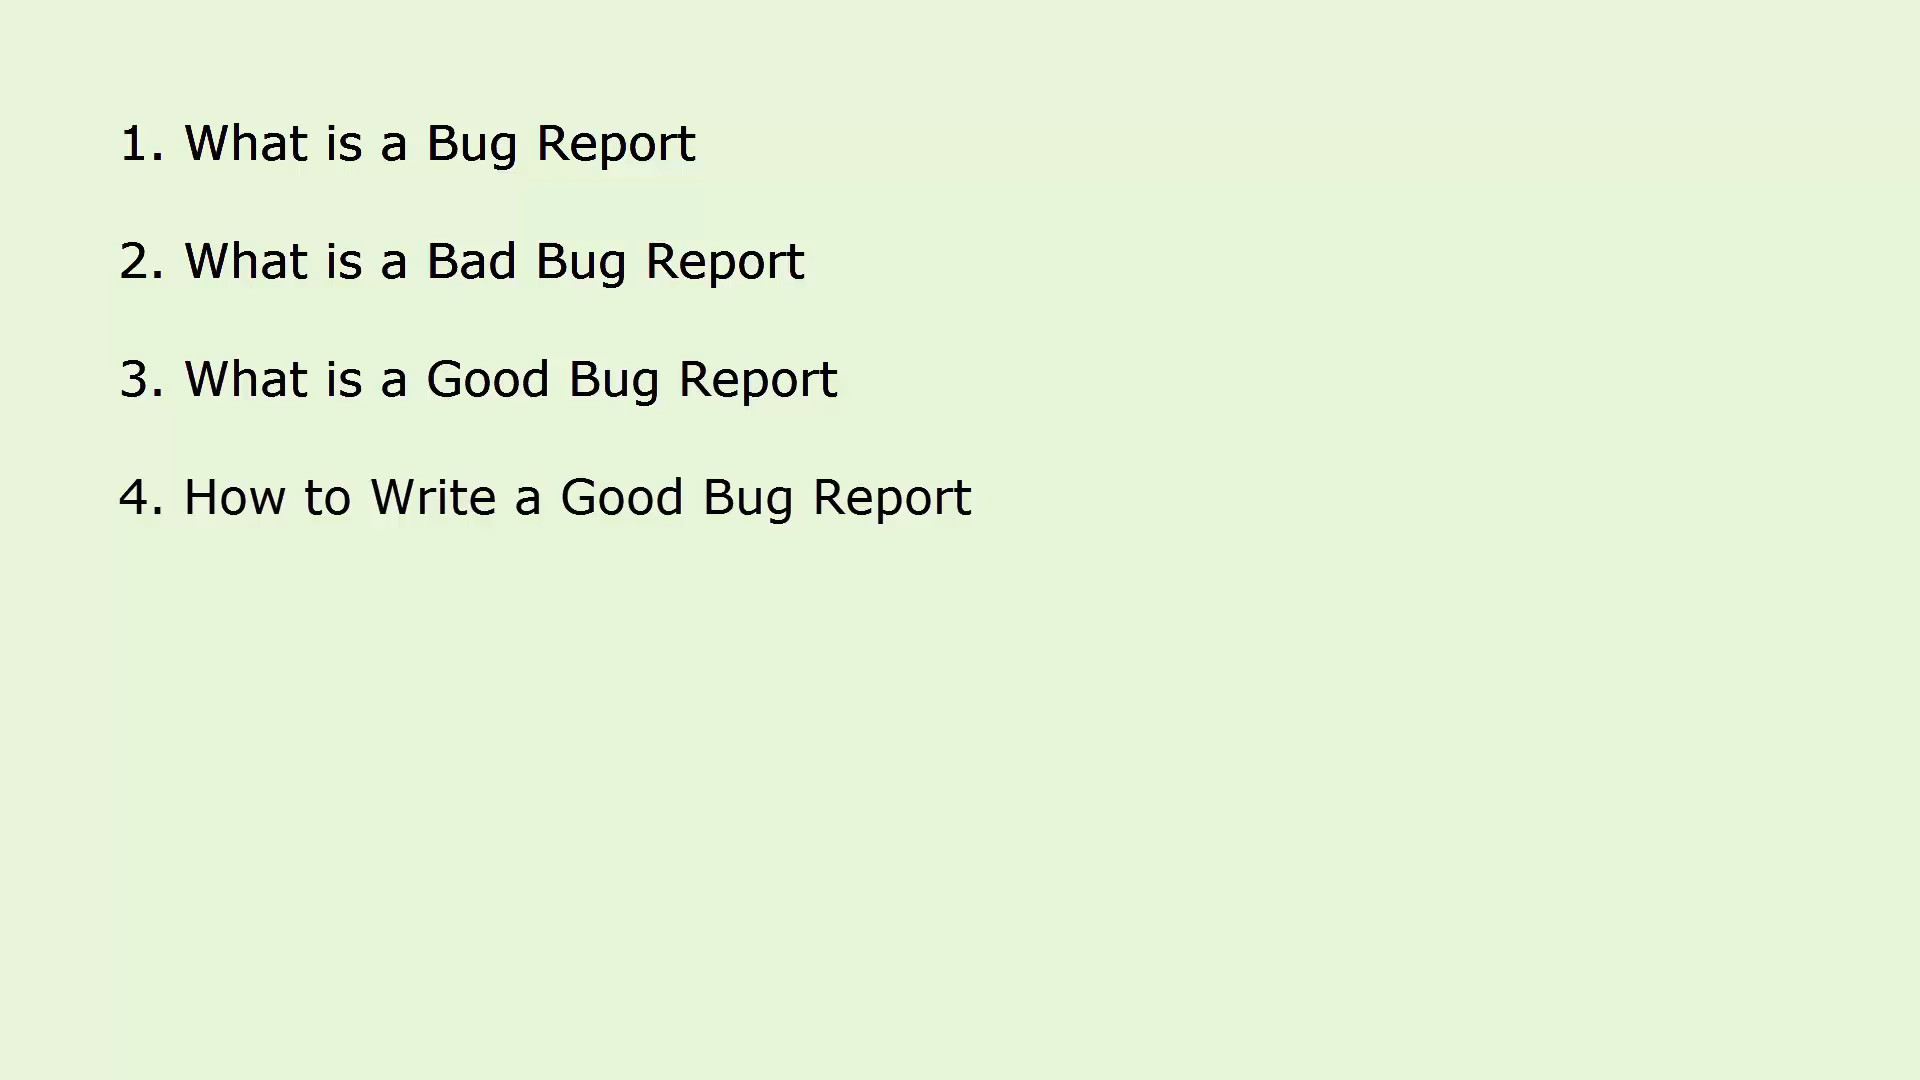 1. What is a Bug Report
2. What is a Bad Bug Report
3. What is a Good Bug Report
4. How to Write a Good Bug Report